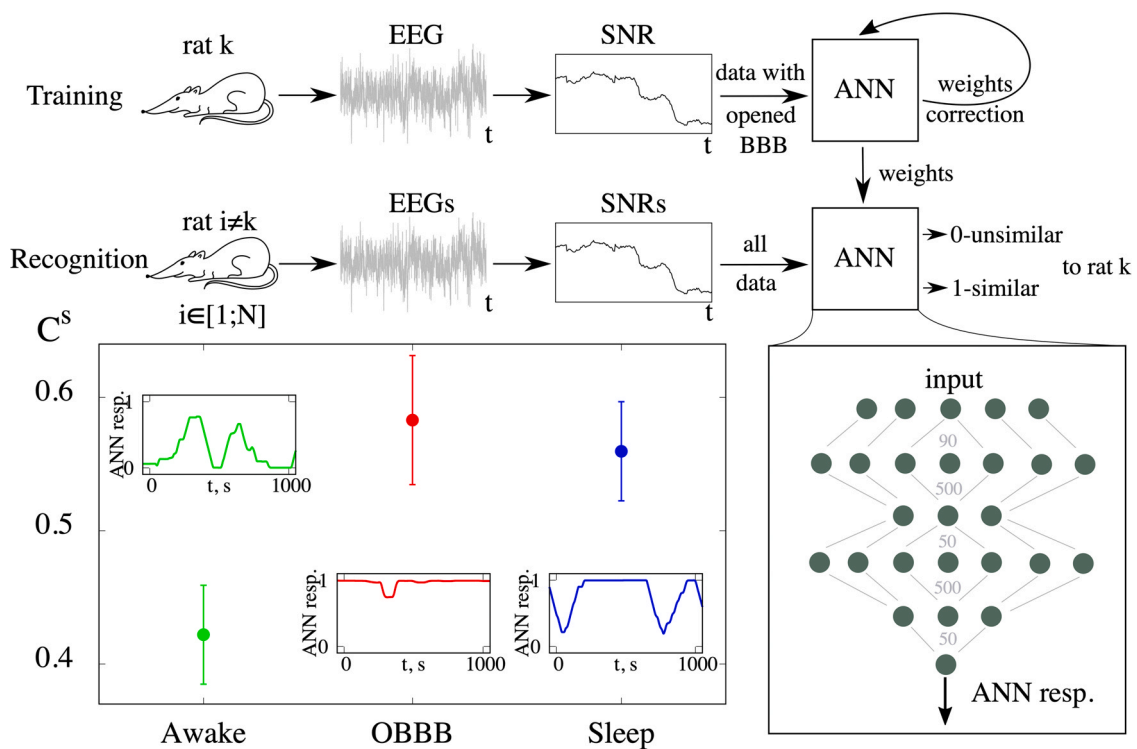 rat k
EEG
SNR
Training
t
t
data with
opened
BBB
ANN
weights
correction
weights
rat i≠k
EEGs
SNRs
Recognition
t
t
all
data
ANN
0-unsimilar
to rat k
1-similar
i∈[1;N]
C^s
0.6
0.5
0.4
ANN resp.
1
0
0
t, s
1000
ANN resp.
1
0
0
t, s
1000
ANN resp.
1
0
0
t, s
1000
Awake
OBBB
Sleep
input
90
500
50
500
50
ANN resp.